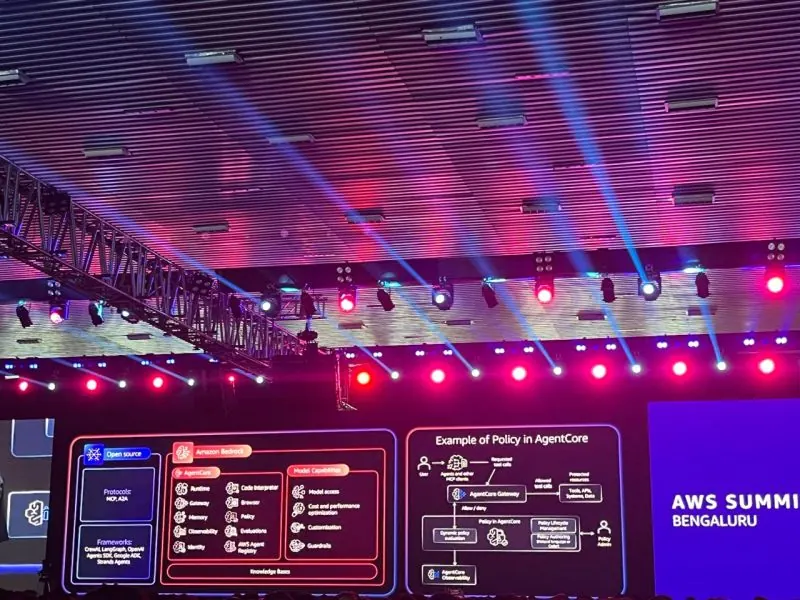 Open source
Protocols:
MCP, A2A
Frameworks:
CrewAI, LangGraph, OpenAI
Agents SDK, Google ADK,
Strands Agents
Amazon Bedrock
AgentCore
Runtime
Gateway
Memory
Observability
Identity
Code Interpreter
Browser
Policy
Evaluations
AWS Agent
Registry
Model Capabilities
Model access
Cost and performance
optimization
Customization
Guardrails
Knowledge Bases
Example of Policy in AgentCore
User
Agents and other
MCP clients
Requested
tool calls
AgentCore Gateway
Allowed
tool calls
Protected
resources
Tools, APIs,
Systems, Data
Allow / deny
Policy in AgentCore
Dynamic policy
evaluation
Policy Lifecycle
Management
Policy Authoring
Policy
Admin
AgentCore
Observability
AWS SUMMI
BENGALURU